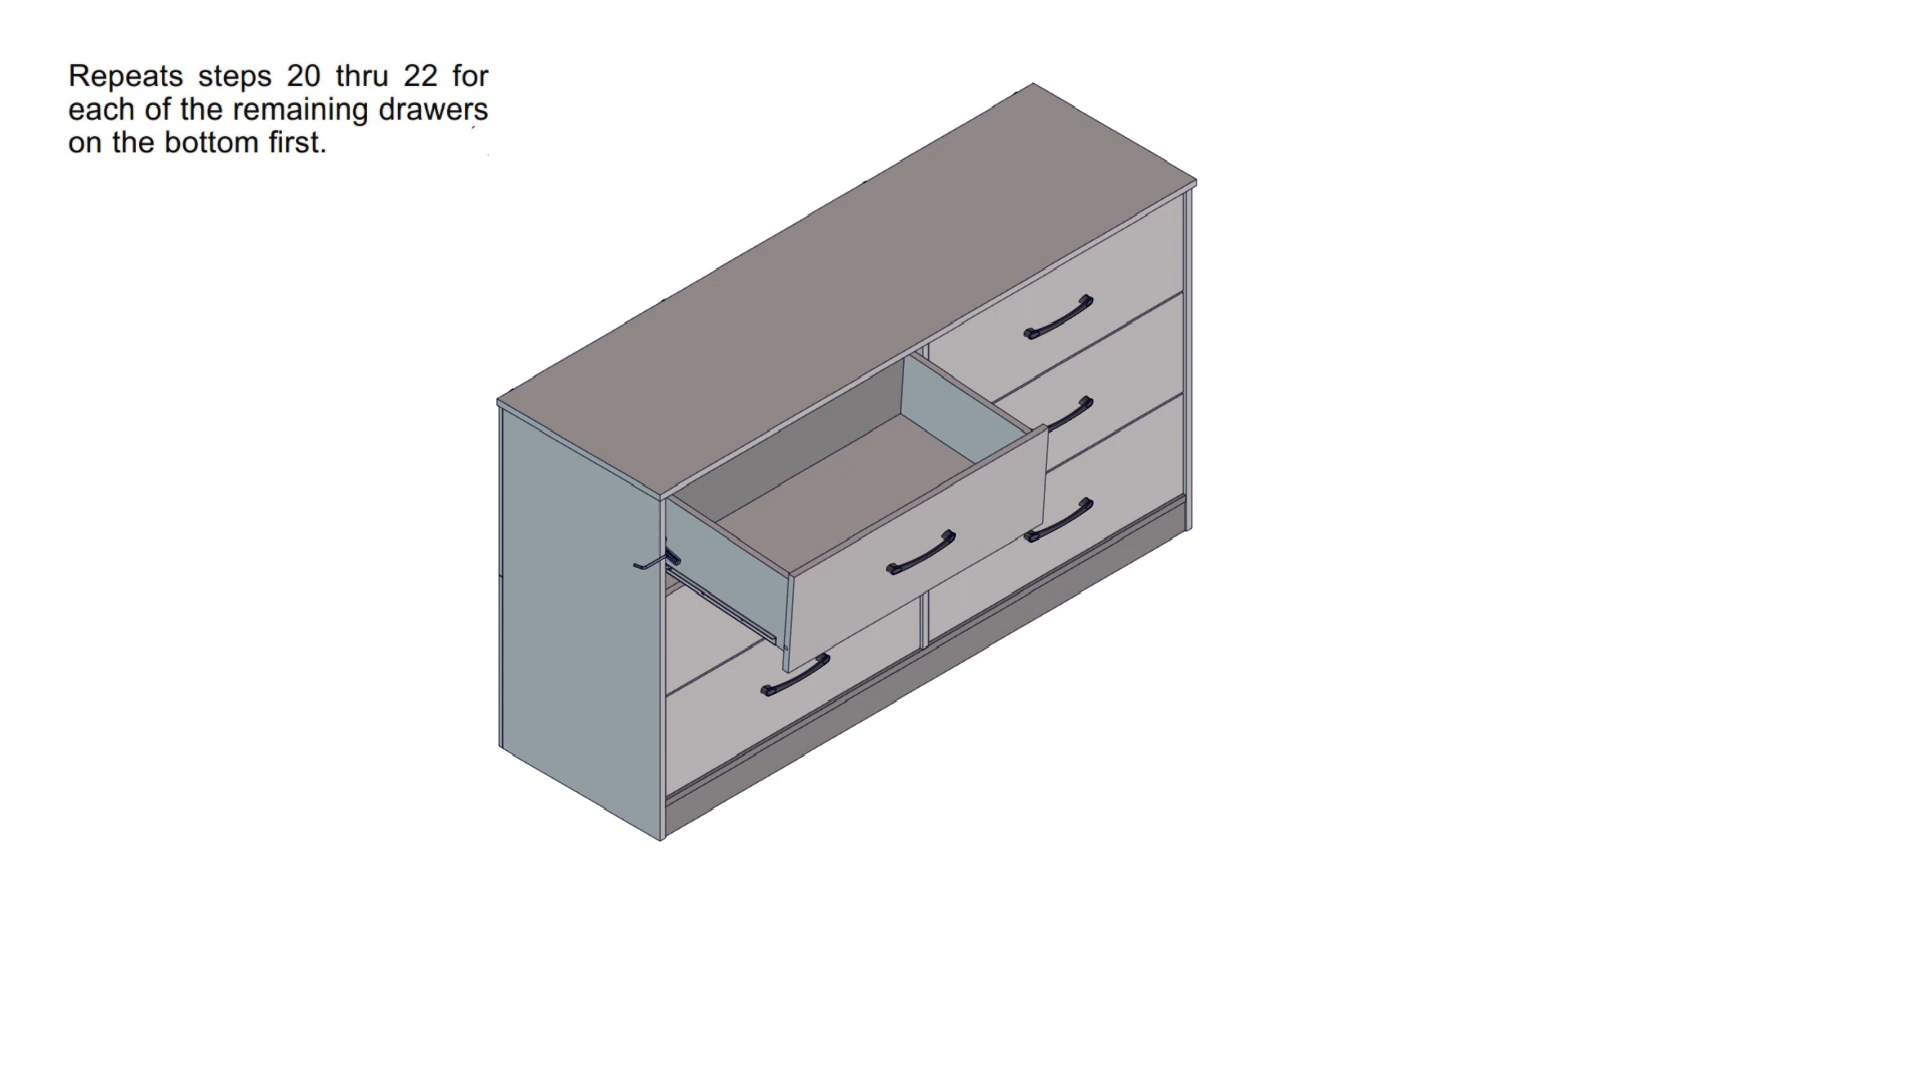 Repeats steps 20 thru 22 for
each of the remaining drawers
on the bottom first.